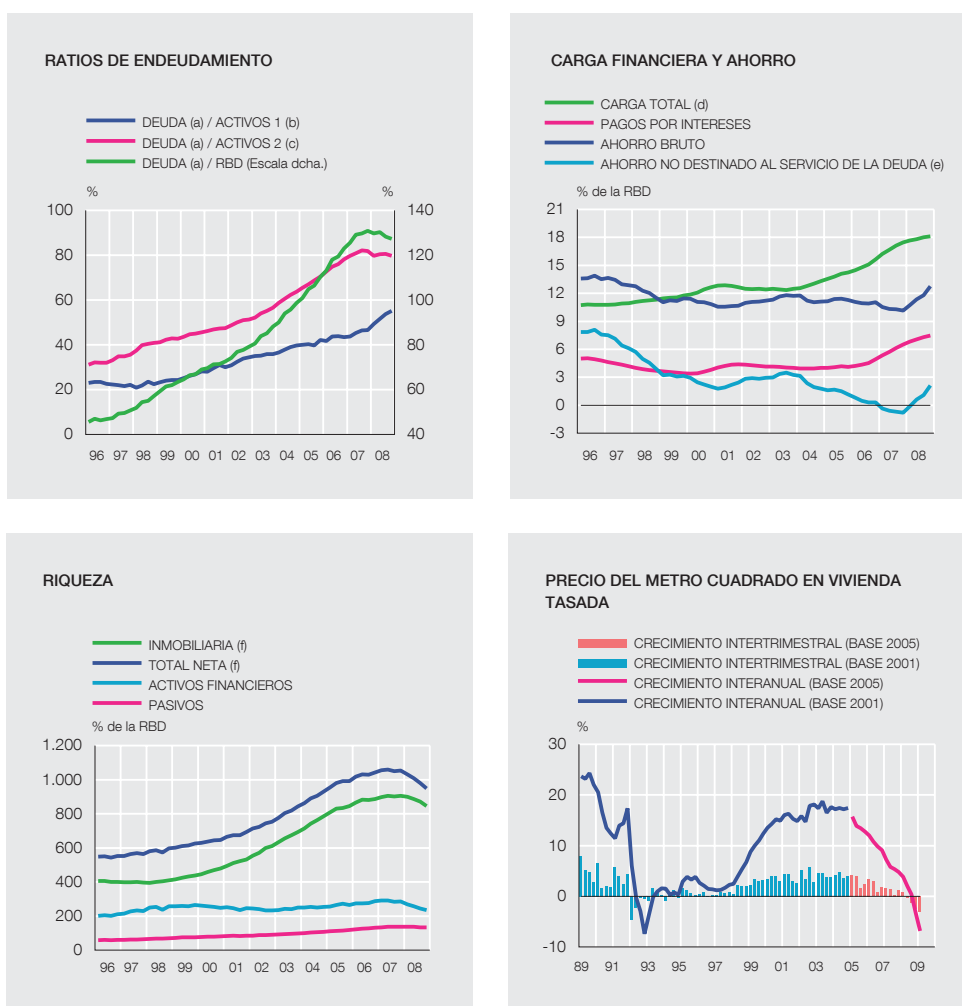 RATIOS DE ENDEUDAMIENTO
DEUDA (a) / ACTIVOS 1 (b)
DEUDA (a) / ACTIVOS 2 (c)
DEUDA (a) / RBD (Escala dcha.)
% %
100 140
80 120
60 100
40 80
20 60
0 40
96 97 98 99 00 01 02 03 04 05 06 07 08
CARGA FINANCIERA Y AHORRO
CARGA TOTAL (d)
PAGOS POR INTERESES
AHORRO BRUTO
AHORRO NO DESTINADO AL SERVICIO DE LA DEUDA (e)
% de la RBD
21
18
15
12
9
6
3
0
-3
96 97 98 99 00 01 02 03 04 05 06 07 08
RIQUEZA
INMOBILIARIA (f)
TOTAL NETA (f)
ACTIVOS FINANCIEROS
PASIVOS
% de la RBD
1.200
1.000
800
600
400
200
0
96 97 98 99 00 01 02 03 04 05 06 07 08
PRECIO DEL METRO CUADRADO EN VIVIENDA
TASADA
CRECIMIENTO INTERTRIMESTRAL (BASE 2005)
CRECIMIENTO INTERTRIMESTRAL (BASE 2001)
CRECIMIENTO INTERANUAL (BASE 2005)
CRECIMIENTO INTERANUAL (BASE 2001)
%
30
20
10
0
-10
89 91 93 95 97 99 01 03 05 07 09